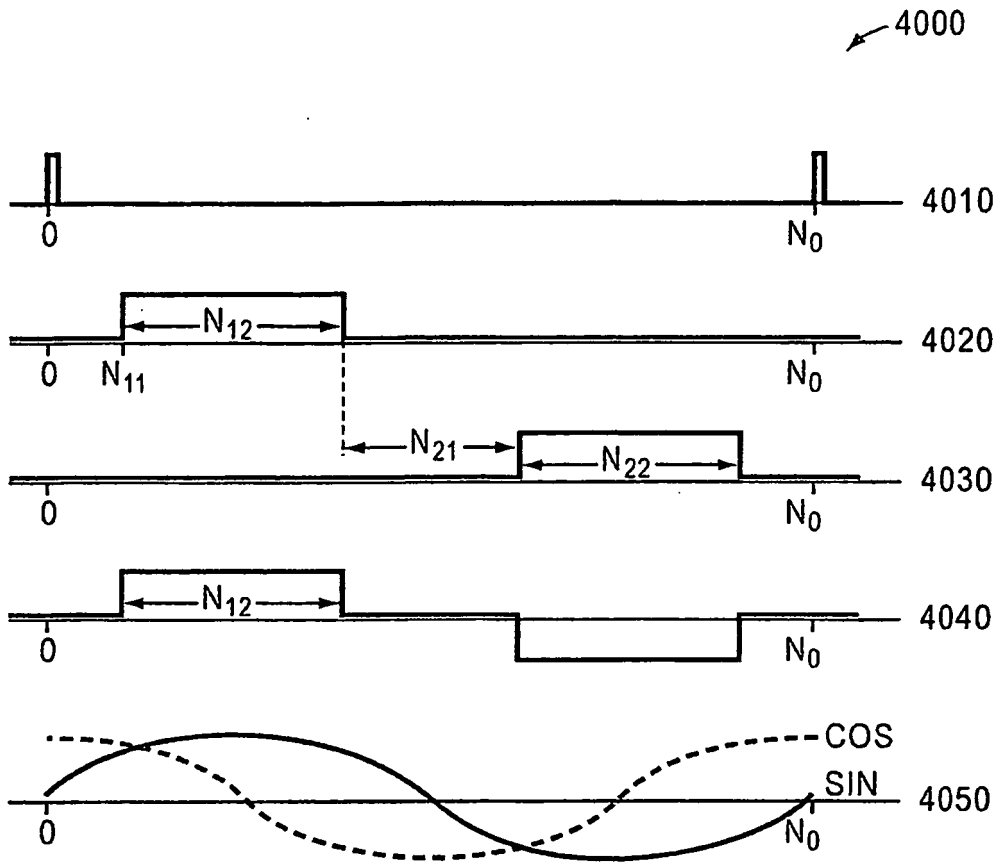 4000
4010
0 N₀
N₁₂
4020
0 N₁₁ N₀
N₂₁ N₂₂
4030
0 N₀
N₁₂
4040
0 N₀
COS
SIN
4050
0 N₀